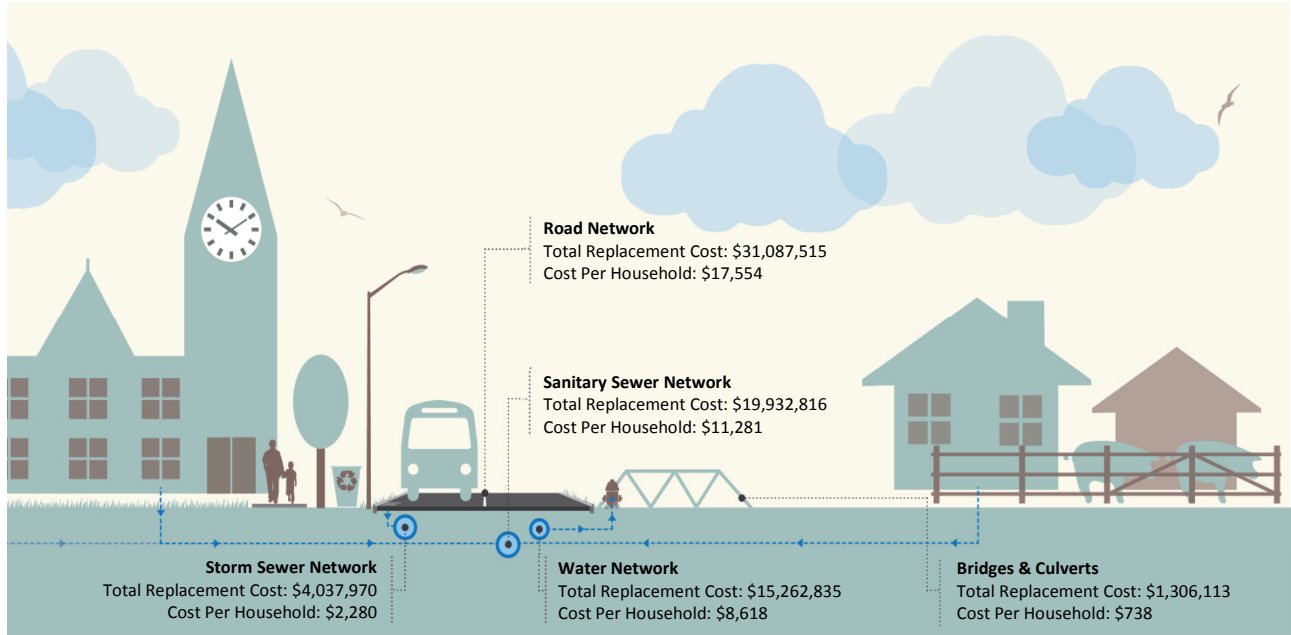 Road Network
Total Replacement Cost: $31,087,515
Cost Per Household: $17,554
Sanitary Sewer Network
Total Replacement Cost: $19,932,816
Cost Per Household: $11,281
Storm Sewer Network
Total Replacement Cost: $4,037,970
Cost Per Household: $2,280
Water Network
Total Replacement Cost: $15,262,835
Cost Per Household: $8,618
Bridges & Culverts
Total Replacement Cost: $1,306,113
Cost Per Household: $738